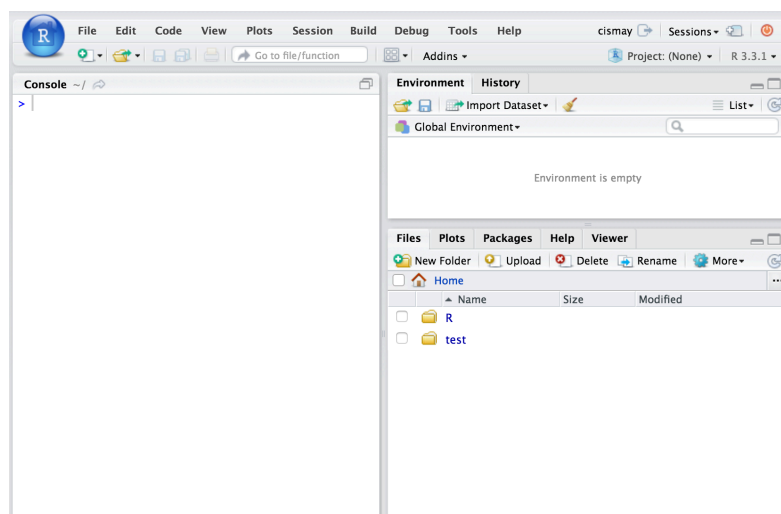 R File Edit Code View Plots Session Build Debug Tools Help cismay Sessions
Go to file/function Addins Project: (None) R 3.3.1
Console ~/
>
Environment History
Import Dataset List
Global Environment
Environment is empty
Files Plots Packages Help Viewer
New Folder Upload Delete Rename More
Home ...
Name Size Modified
R
test